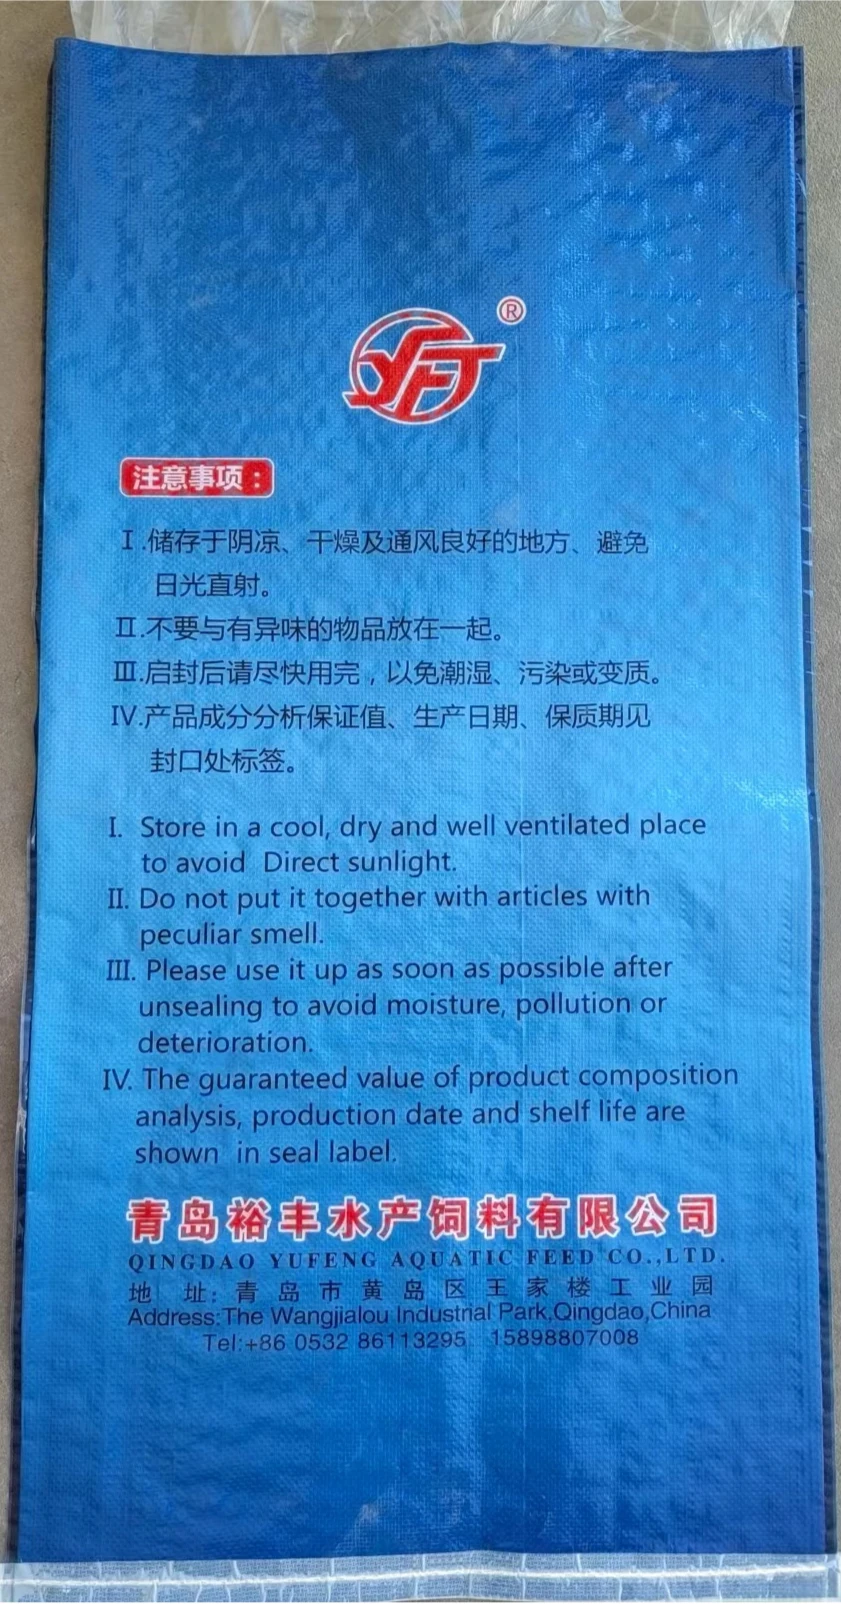 YFT®
注意事项：
Ⅰ.储存于阴凉、干燥及通风良好的地方、避免
日光直射。
Ⅱ.不要与有异味的物品放在一起。
Ⅲ.启封后请尽快用完，以免潮湿、污染或变质。
Ⅳ.产品成分分析保证值、生产日期、保质期见
封口处标签。
I. Store in a cool, dry and well ventilated place
to avoid Direct sunlight.
II. Do not put it together with articles with
peculiar smell.
III. Please use it up as soon as possible after
unsealing to avoid moisture, pollution or
deterioration.
IV. The guaranteed value of product composition
analysis, production date and shelf life are
shown in seal label.
青岛裕丰水产饲料有限公司
QINGDAO YUFENG AQUATIC FEED CO.,LTD.
地 址: 青岛市黄岛区王家楼工业园
Address:The Wangjialou Industrial Park,Qingdao,China
Tel:+86 0532 86113295 15898807008